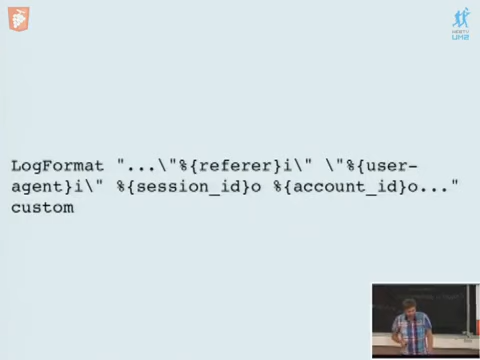 LogFormat "...\"%{referer}i\" \"%{user-
agent}i\" %{session_id}o %{account_id}o..."
custom